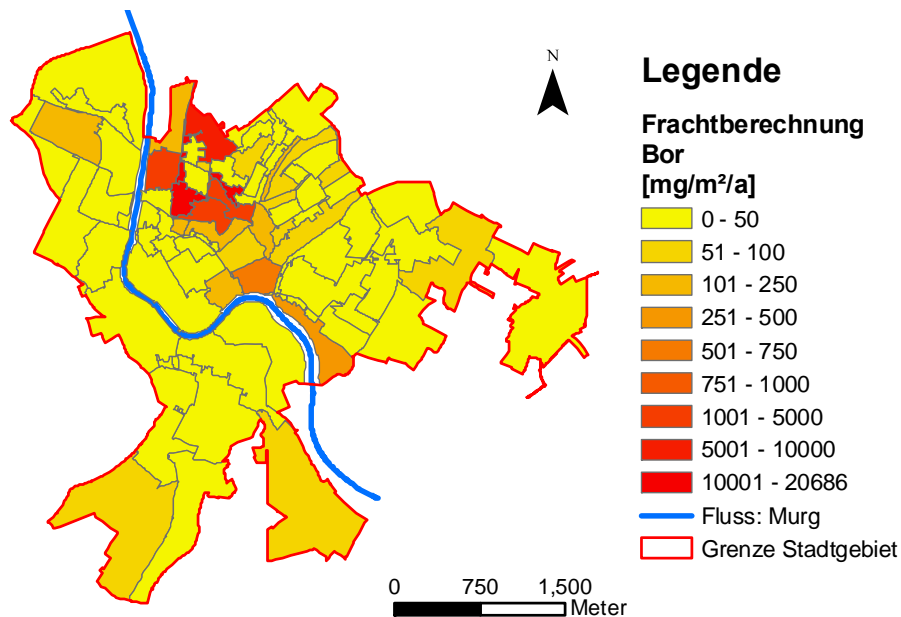 N
Legende
Frachtberechnung
Bor
[mg/m²/a]
0 - 50
51 - 100
101 - 250
251 - 500
501 - 750
751 - 1000
1001 - 5000
5001 - 10000
10001 - 20686
Fluss: Murg
Grenze Stadtgebiet
0 750 1,500
Meter